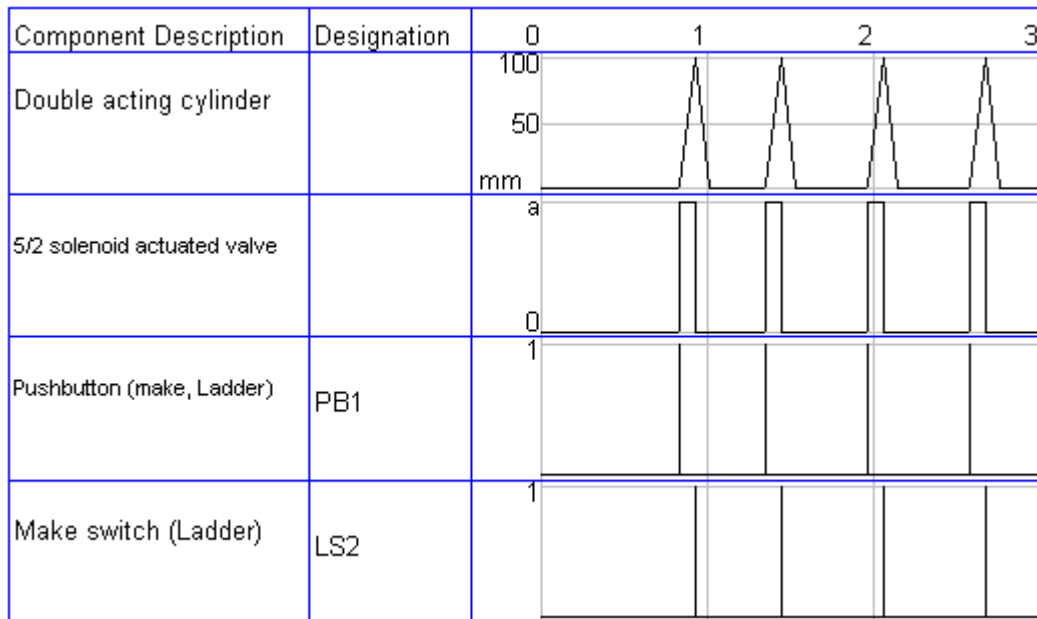 Component Description Designation 0 1 2 3
100
Double acting cylinder
50
mm
a
5/2 solenoid actuated valve
0
1
Pushbutton (make, Ladder) PB1
1
Make switch (Ladder) LS2